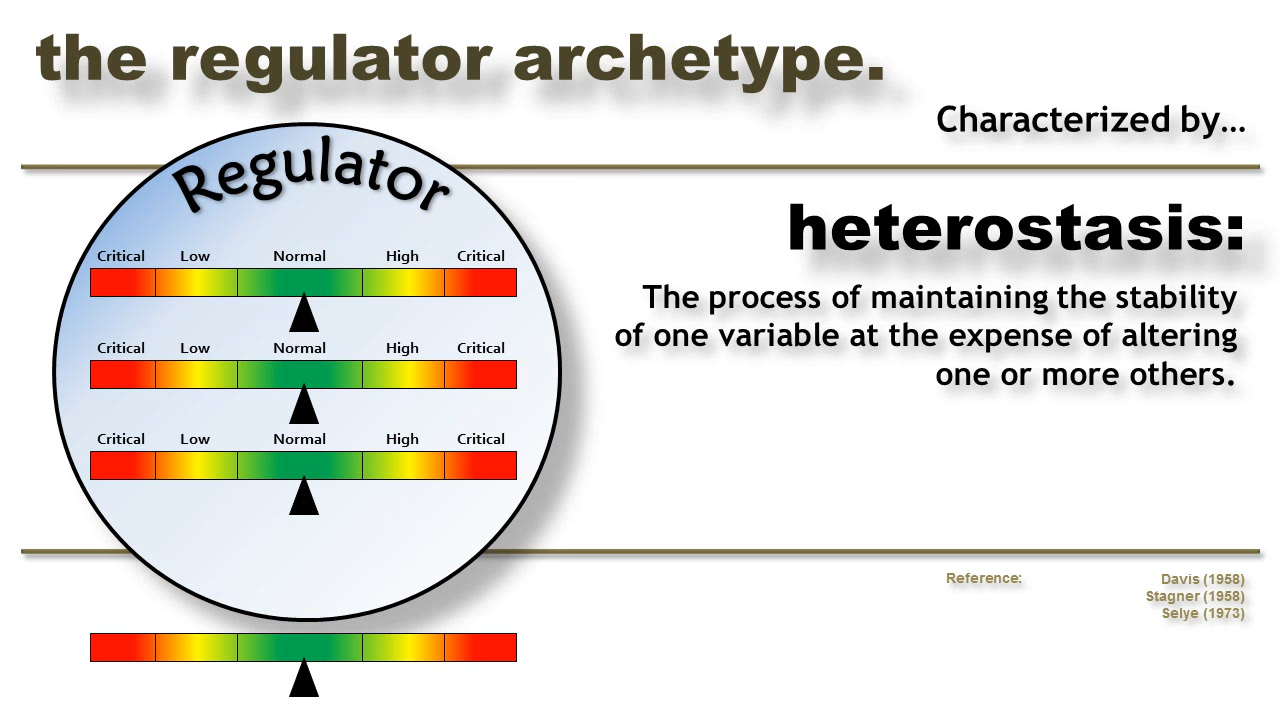 the regulator archetype.
Characterized by...
Regulator
Critical Low Normal High Critical
Critical Low Normal High Critical
Critical Low Normal High Critical
heterostasis:
The process of maintaining the stability
of one variable at the expense of altering
one or more others.
Reference: Davis (1958)
Stagner (1958)
Selye (1973)